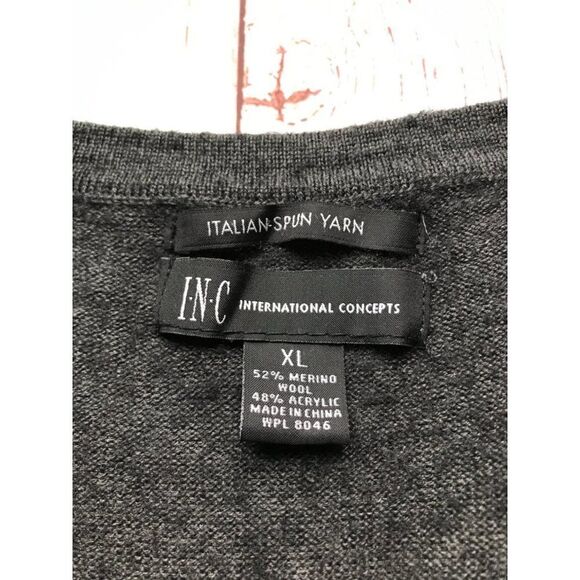 ITALIAN-SPUN YARN
I·N·C INTERNATIONAL CONCEPTS
XL
52% MERINO
WOOL
48% ACRYLIC
MADE IN CHINA
WPL 8046